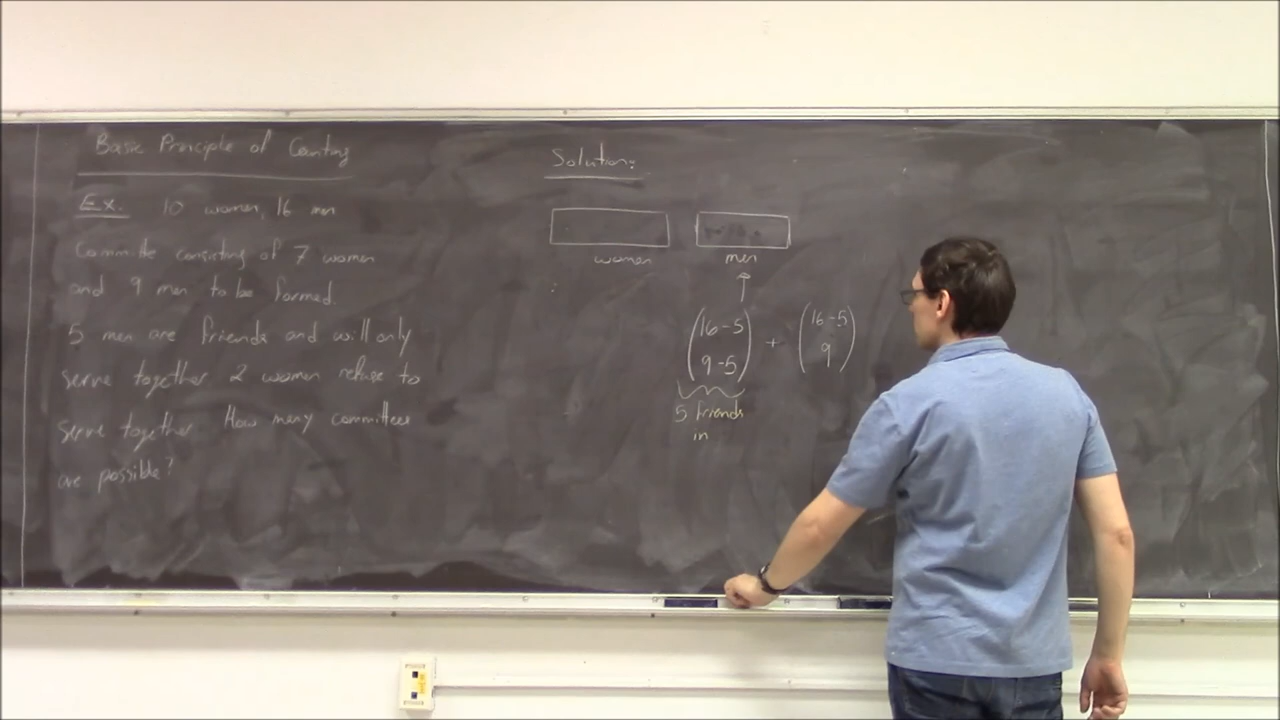 Basic Principle of Counting
Ex. 10 women, 16 men
Committe consisting of 7 women
and 9 men to be formed.
5 men are friends and will only
serve together 2 women refuse to
serve together How many committees
are possible?
Solution:
women men
(16-5) + (16-5)
(9-5) (9)
5 friends
in